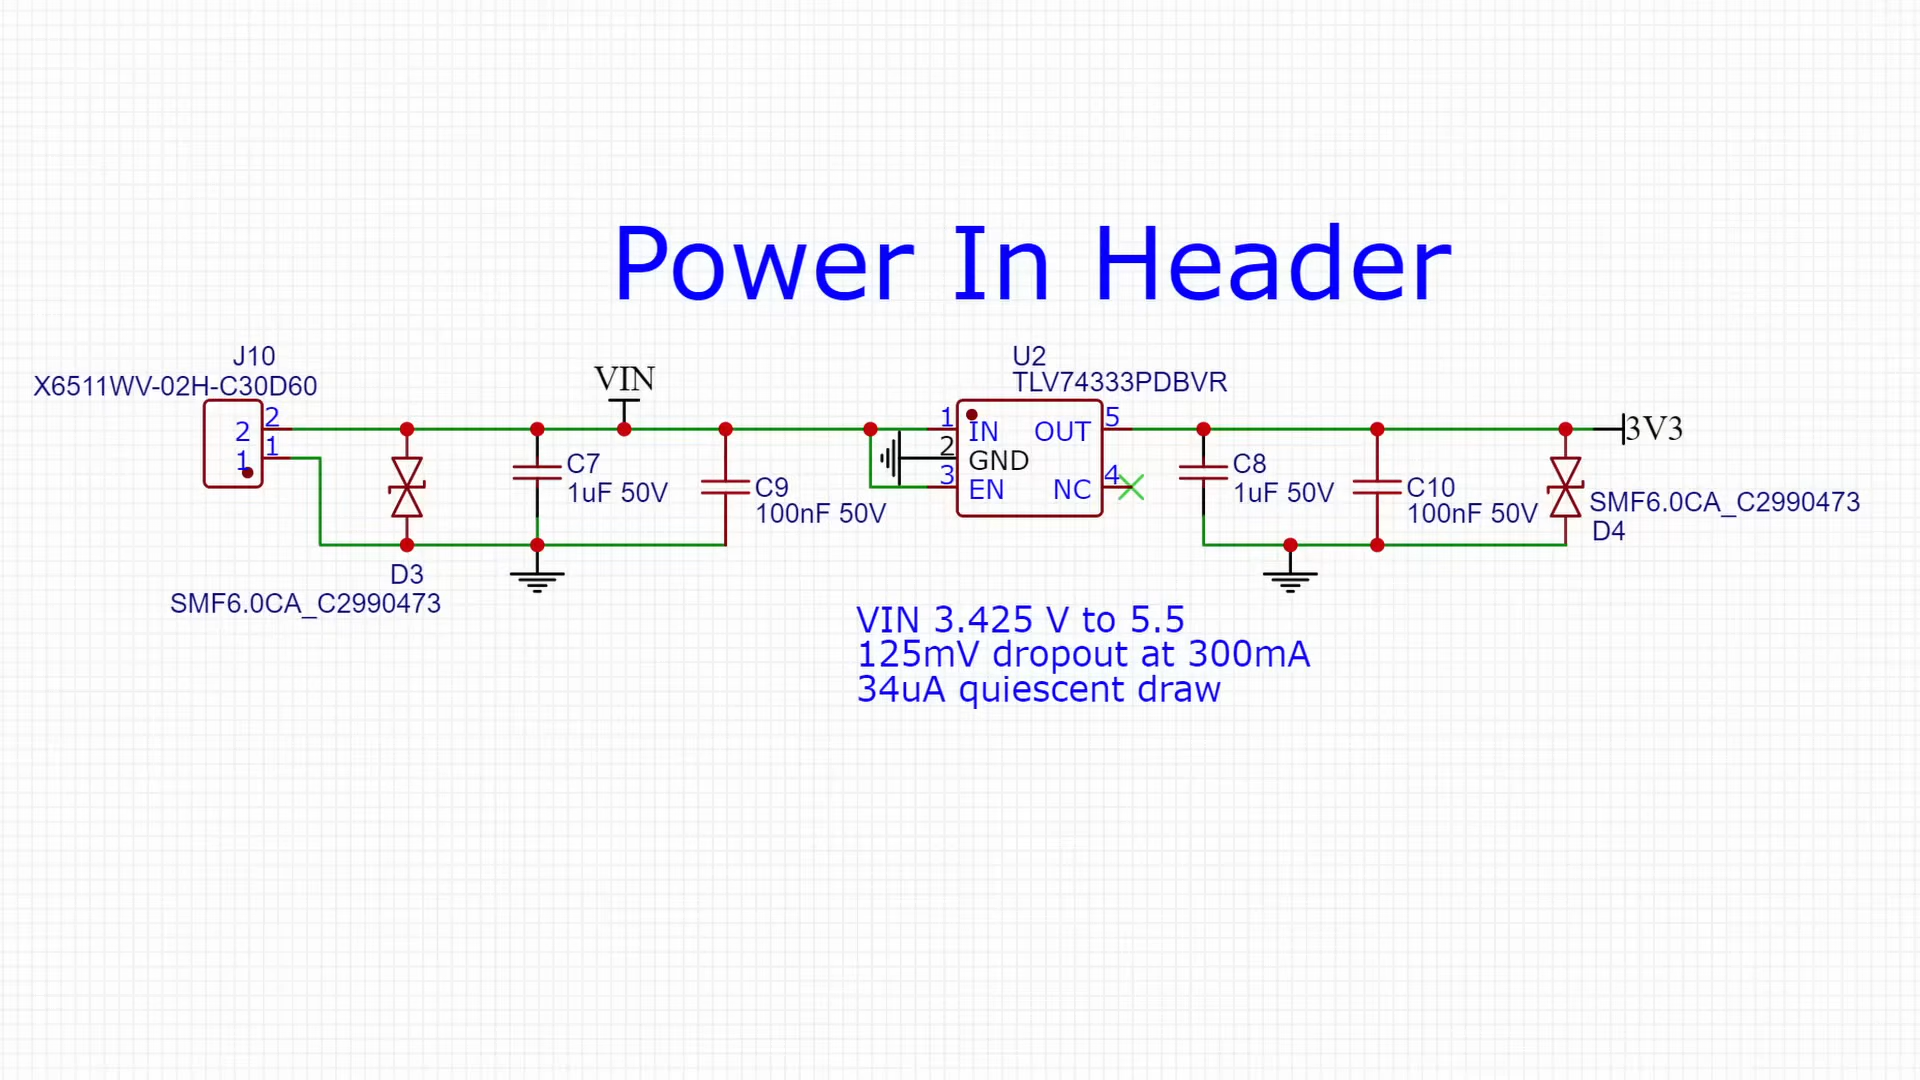 Power In Header
J10
X6511WV-02H-C30D60
2
2
1
1
VIN
D3
SMF6.0CA_C2990473
C7
1uF 50V
C9
100nF 50V
U2
TLV74333PDBVR
1
IN
2
GND
3
EN
OUT
5
NC
4
C8
1uF 50V
C10
100nF 50V
3V3
SMF6.0CA_C2990473
D4
VIN 3.425 V to 5.5
125mV dropout at 300mA
34uA quiescent draw